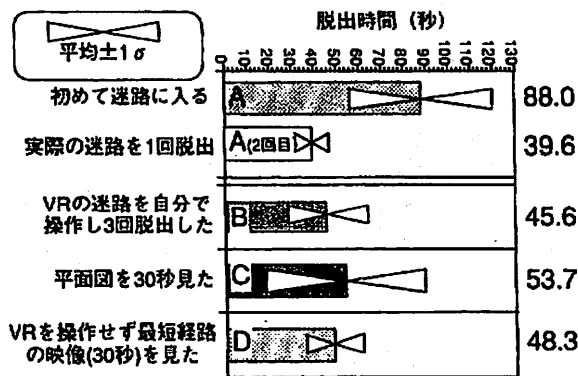 脱出時間 (秒)
平均±1σ
0 10 20 30 40 50 60 70 80 90 100 110 120 130
初めて迷路に入る
A
88.0
実際の迷路を1回脱出
A(2回目
39.6
VRの迷路を自分で
操作し3回脱出した
B
45.6
平面図を30秒見た
C
53.7
VRを操作せず最短経路
の映像(30秒)を見た
D
48.3